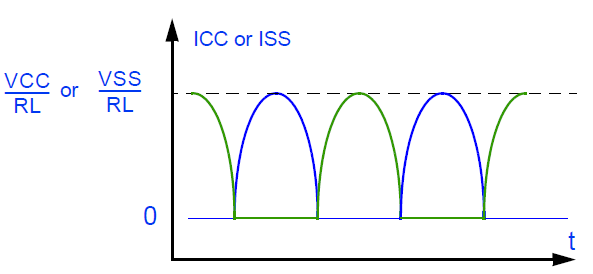 ICC or ISS
VCC or VSS
RL RL
0
t